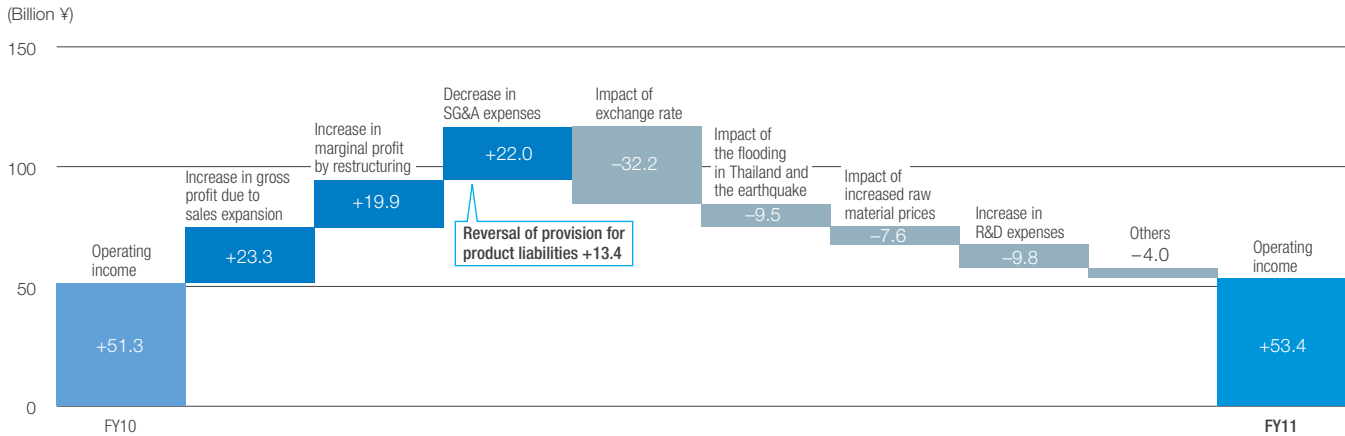 (Billion ¥)
150
100
50
0
Operating
income
+51.3
FY10
Increase in gross
profit due to
sales expansion
+23.3
Increase in
marginal profit
by restructuring
+19.9
Decrease in
SG&A expenses
+22.0
Reversal of provision for
product liabilities +13.4
Impact of
exchange rate
–32.2
Impact of
the flooding
in Thailand and
the earthquake
–9.5
Impact of
increased raw
material prices
–7.6
Increase in
R&D expenses
–9.8
Others
–4.0
Operating
income
+53.4
FY11